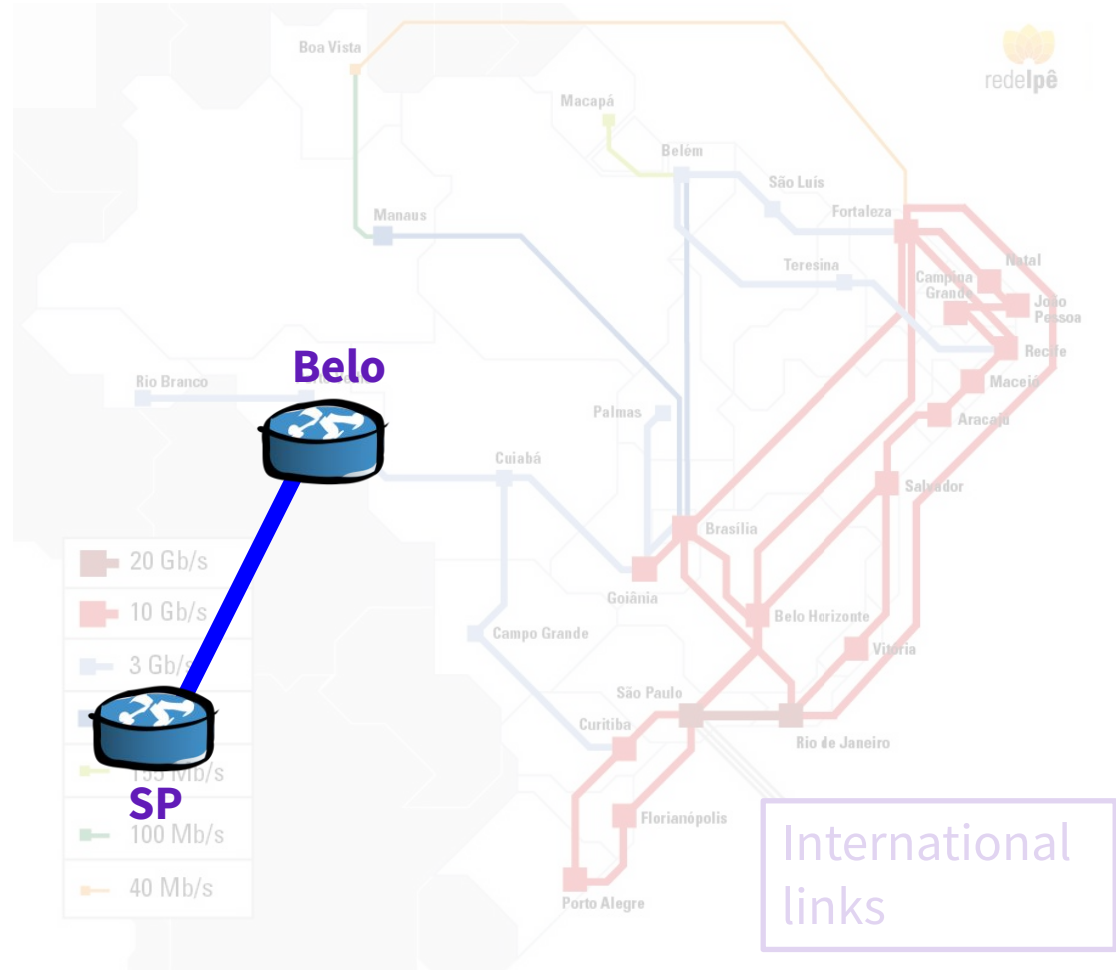 Boa Vista
redeIpê
Macapá
Belém
São Luís
Manaus
Fortaleza
Teresina
Natal
Campina
Grande
João
Pessoa
Recife
Belo
Rio Branco
Maceió
Palmas
Aracaju
Cuiabá
Salvador
Brasília
20 Gb/s
Goiânia
10 Gb/s
Belo Horizonte
Campo Grande
Vitória
3 Gb/s
São Paulo
Curitiba
Rio de Janeiro
155 Mb/s
SP
Florianópolis
100 Mb/s
International
links
40 Mb/s
Porto Alegre